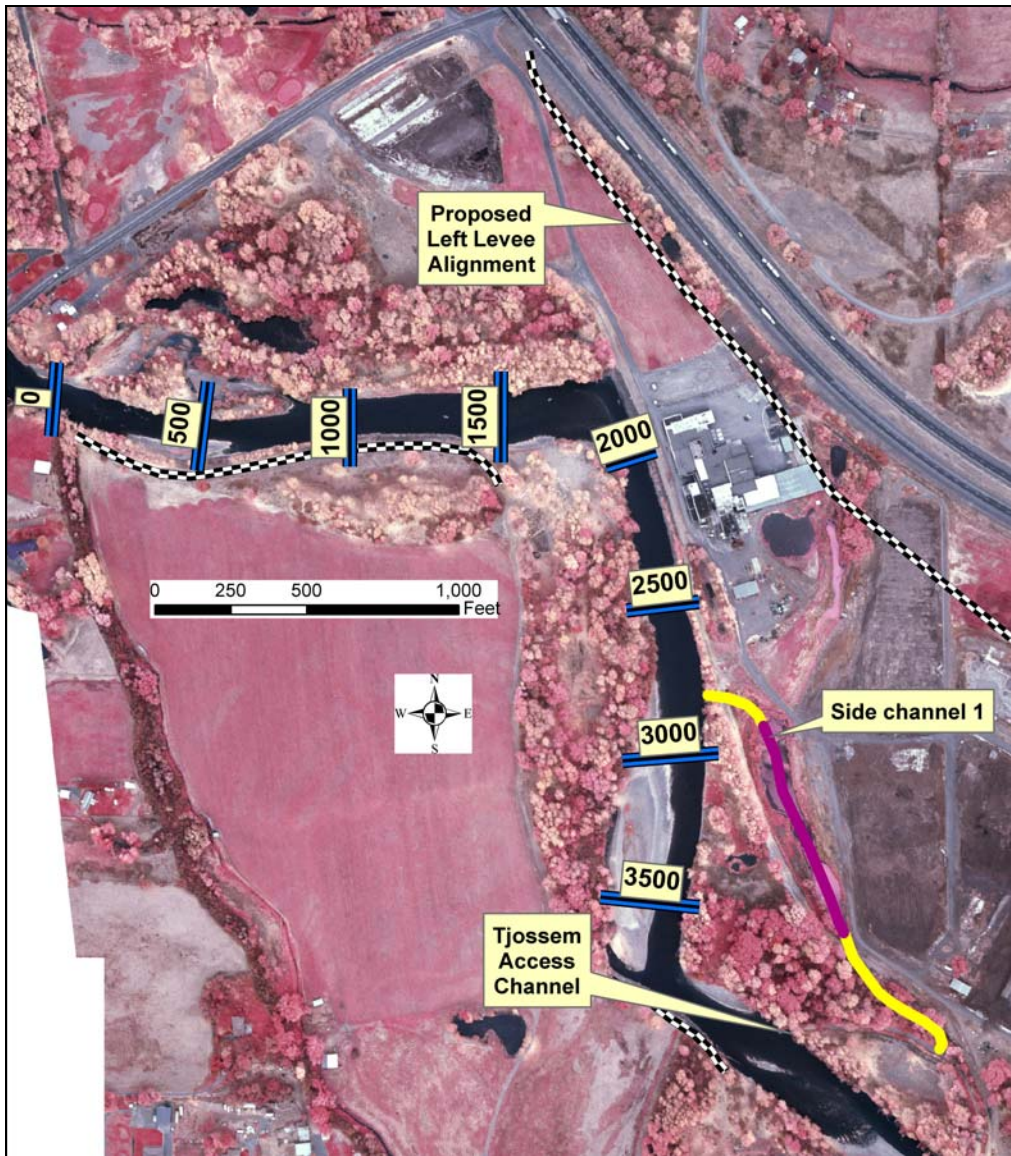 Proposed
Left Levee
Alignment
0
500
1000
1500
2000
0 250 500 1,000
Feet
2500
N
W E
S
Side channel 1
3000
3500
Tjossem
Access
Channel